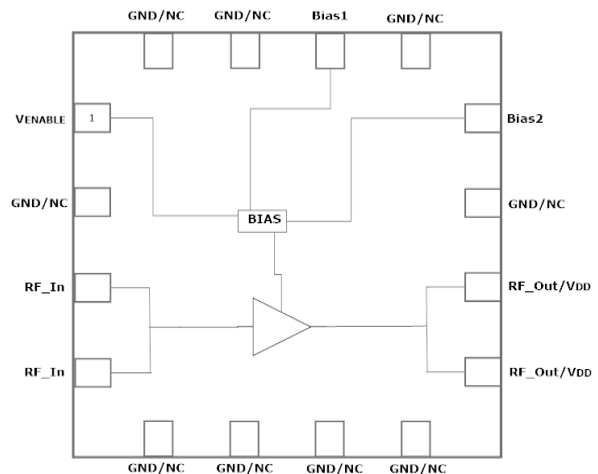 GND/NC GND/NC Bias1 GND/NC
VENABLE 1 Bias2
GND/NC GND/NC
BIAS
RF_In RF_Out/VDD
RF_In RF_Out/VDD
GND/NC GND/NC GND/NC GND/NC